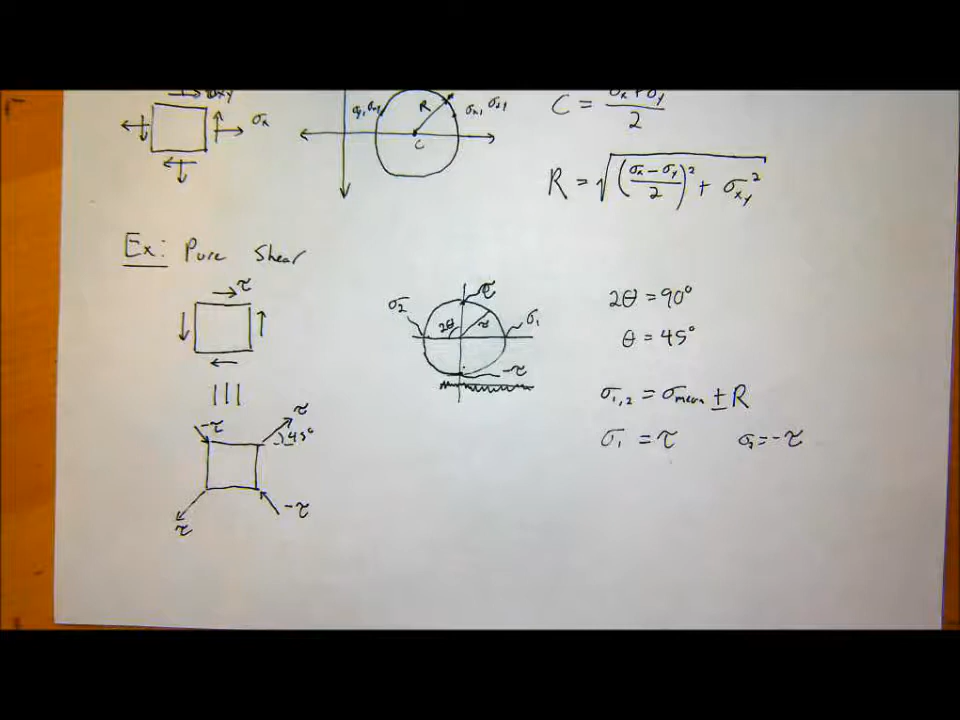 σx
R
C
C = σx + σy / 2
R = √((σx − σy / 2)² + σxy²)
Ex: Pure Shear
τ
σ2
τ
σ1
2θ
τ
−τ
2θ = 90°
θ = 45°
σ1,2 = σmean ± R
σ1 = τ σ2 = −τ
−τ
τ
45°
τ
−τ